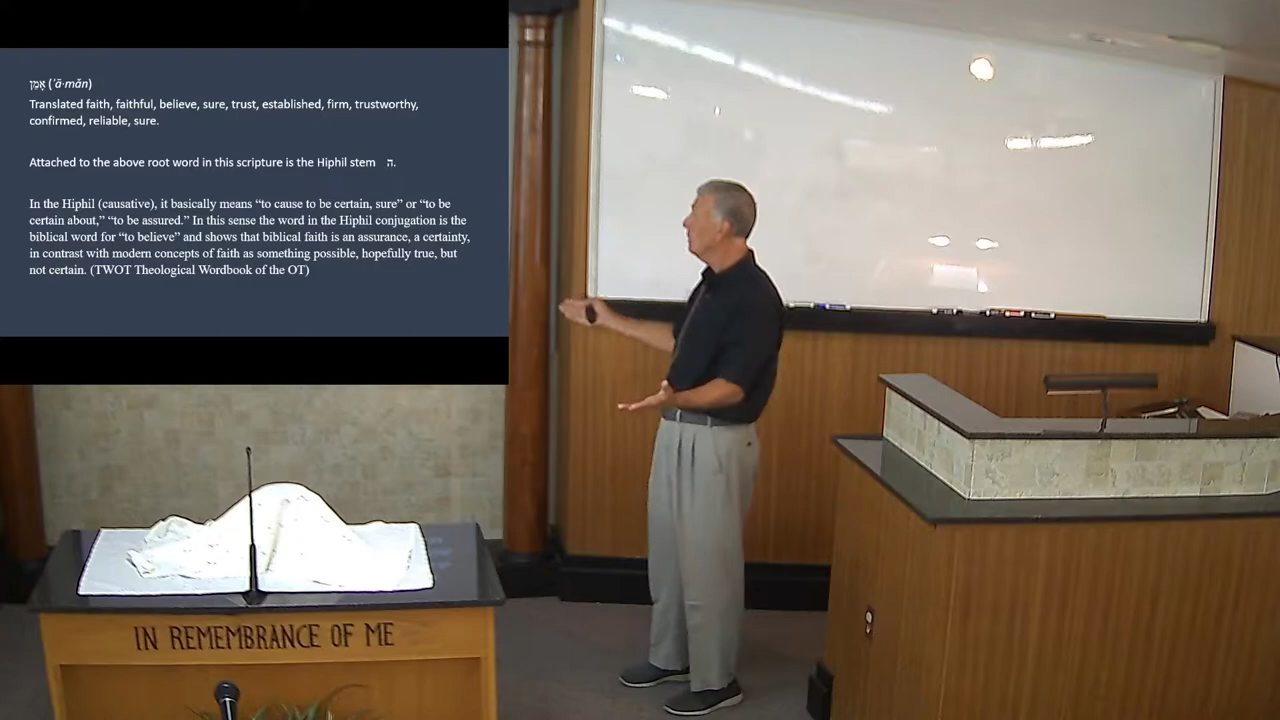 אָמַן (ʾā·mǎn)
Translated faith, faithful, believe, sure, trust, established, firm, trustworthy,
confirmed, reliable, sure.
Attached to the above root word in this scripture is the Hiphil stem ה.
In the Hiphil (causative), it basically means “to cause to be certain, sure” or “to be
certain about,” “to be assured.” In this sense the word in the Hiphil conjugation is the
biblical word for “to believe” and shows that biblical faith is an assurance, a certainty,
in contrast with modern concepts of faith as something possible, hopefully true, but
not certain. (TWOT Theological Wordbook of the OT)
IN REMEMBRANCE OF ME